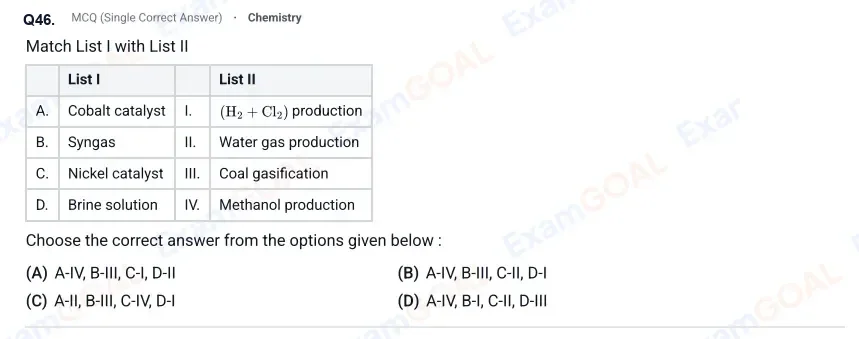 Q46. MCQ (Single Correct Answer) · Chemistry
Match List I with List II
List I List II
A. Cobalt catalyst I. (H₂ + Cl₂) production
B. Syngas II. Water gas production
C. Nickel catalyst III. Coal gasification
D. Brine solution IV. Methanol production
Choose the correct answer from the options given below :
(A) A-IV, B-III, C-I, D-II (B) A-IV, B-III, C-II, D-I
(C) A-II, B-III, C-IV, D-I (D) A-IV, B-I, C-II, D-III
ExamGOAL